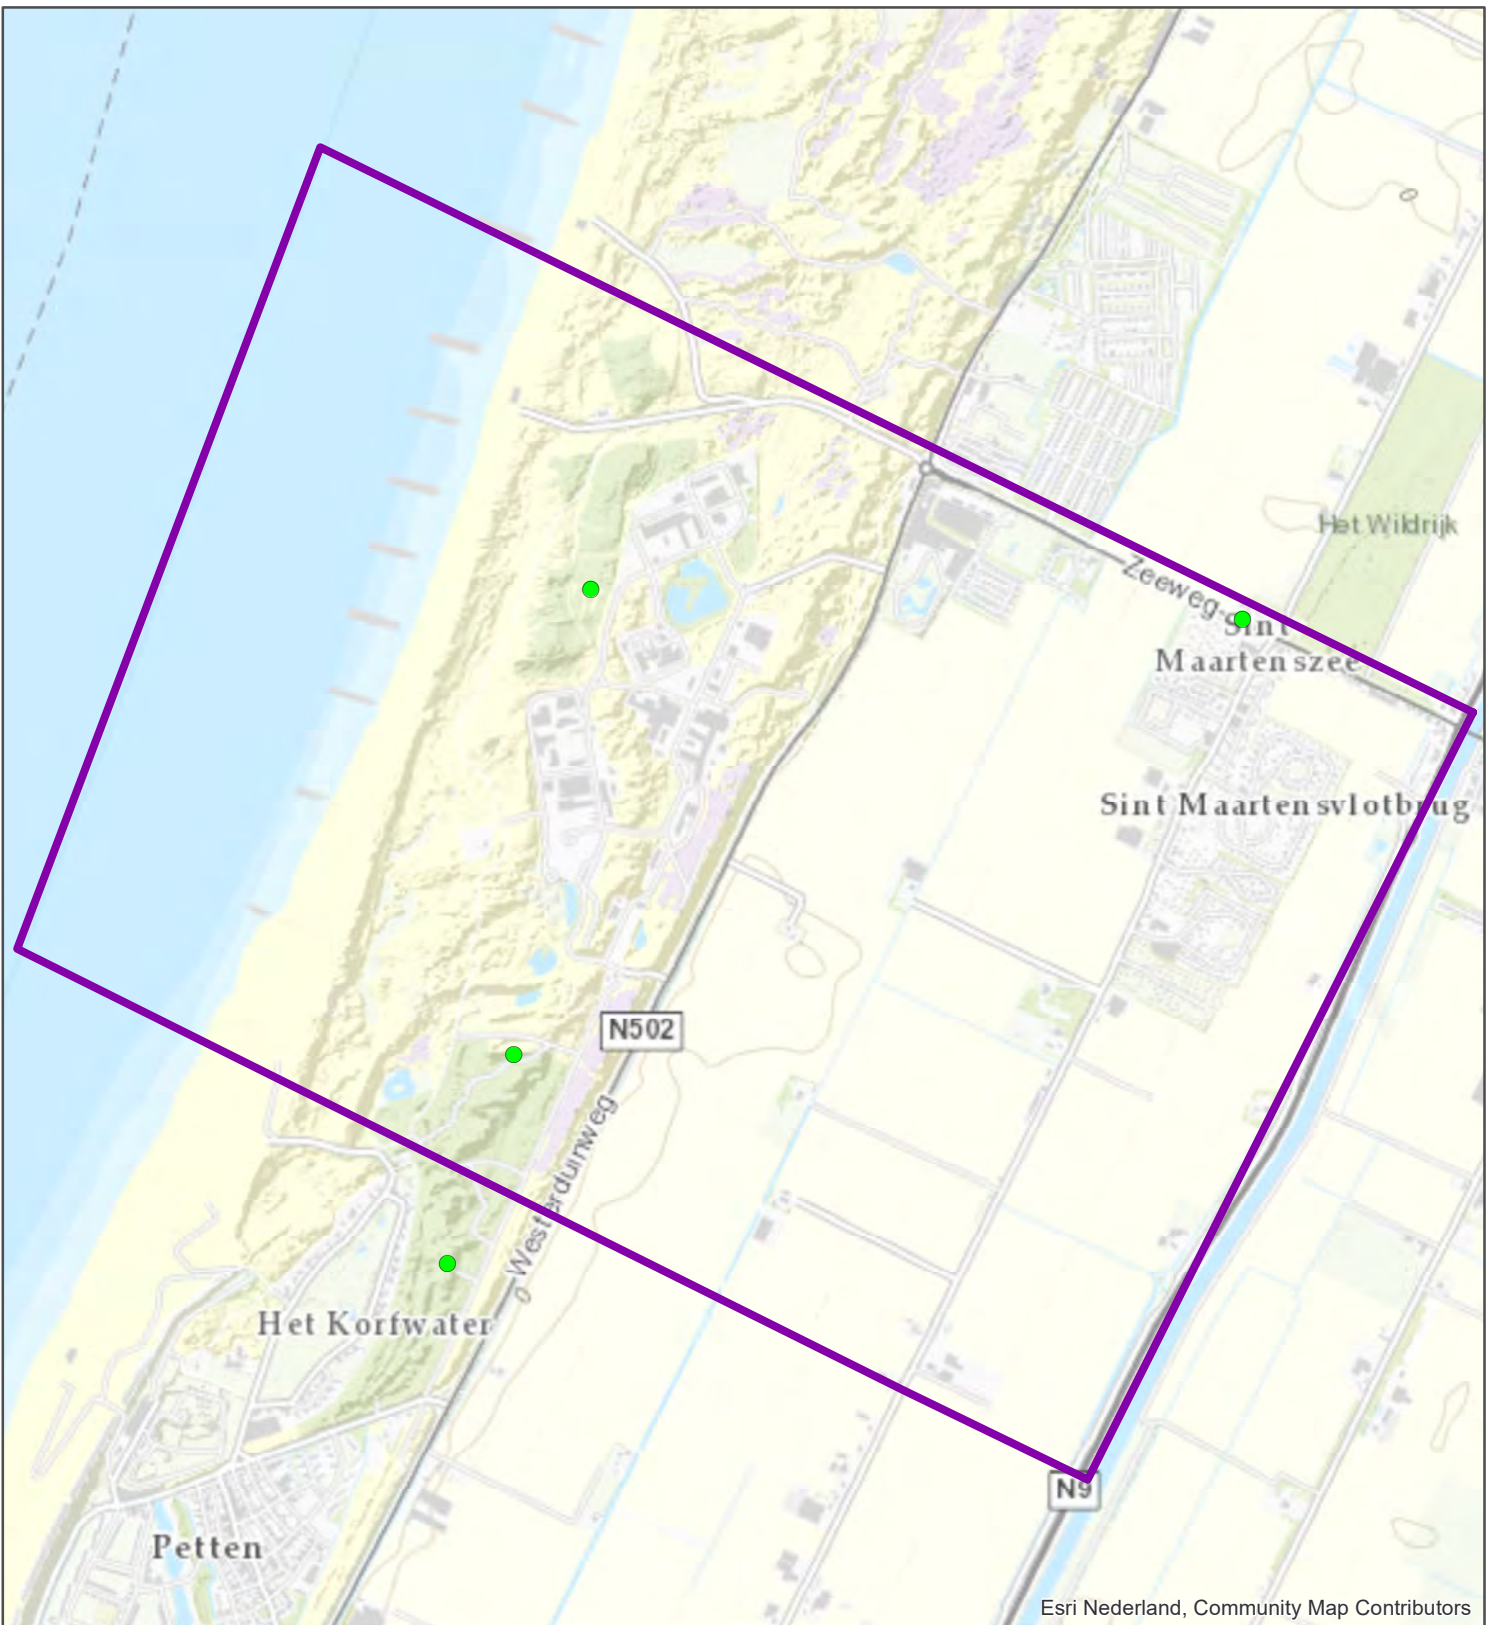 Het Wildrijk
Zeeweg
Sint
Maartenszee
Sint Maartensvlotbrug
N502
Westerduinweg
Het Korfwater
N9
Petten
Esri Nederland, Community Map Contributors